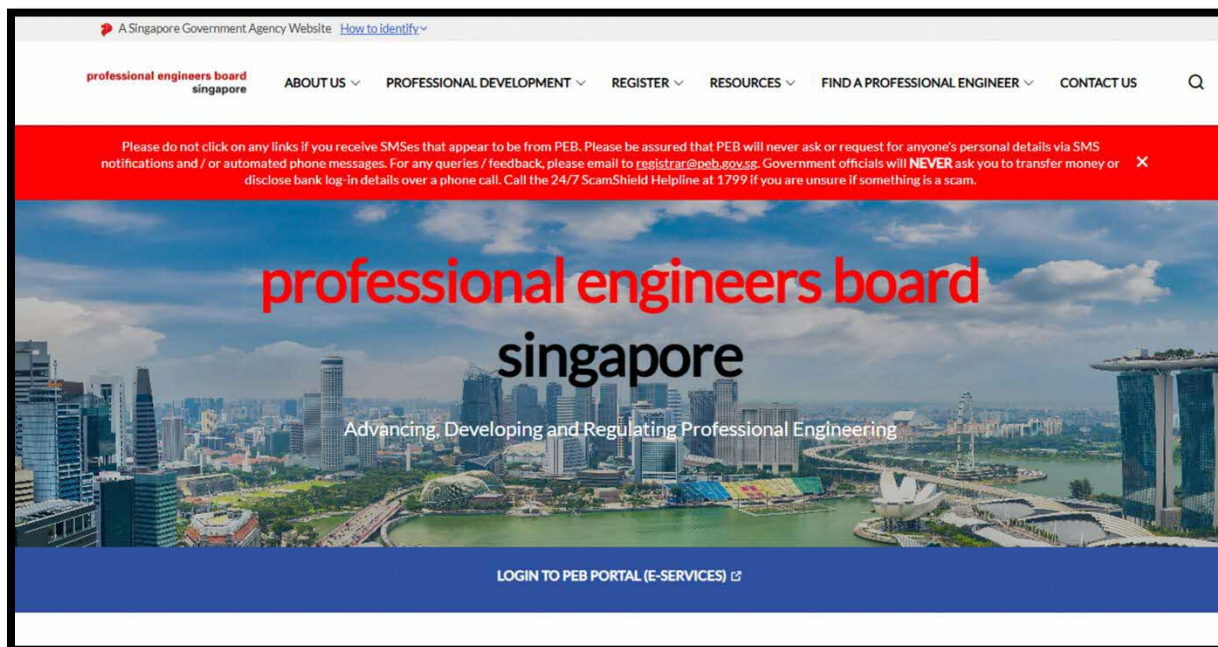 A Singapore Government Agency Website How to identify
professional engineers board
singapore
ABOUT US
PROFESSIONAL DEVELOPMENT
REGISTER
RESOURCES
FIND A PROFESSIONAL ENGINEER
CONTACT US
Please do not click on any links if you receive SMSes that appear to be from PEB. Please be assured that PEB will never ask or request for anyone's personal details via SMS
notifications and / or automated phone messages. For any queries / feedback, please email to registrar@peb.gov.sg. Government officials will NEVER ask you to transfer money or
disclose bank log-in details over a phone call. Call the 24/7 ScamShield Helpline at 1799 if you are unsure if something is a scam.
professional engineers board
singapore
Advancing, Developing and Regulating Professional Engineering
LOGIN TO PEB PORTAL (E-SERVICES)